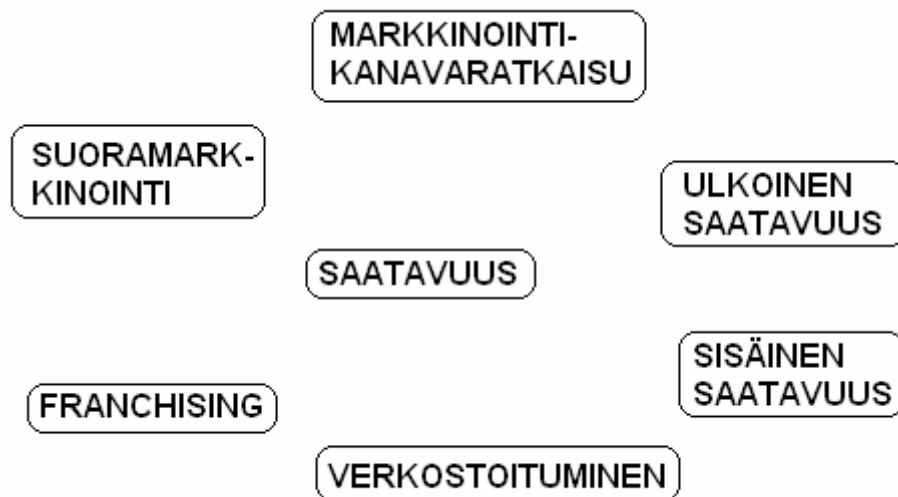 MARKKINOINTI-
KANAVARATKAISU
SUORAMARK-
KINOINTI
ULKOINEN
SAATAVUUS
SAATAVUUS
SISÄINEN
SAATAVUUS
FRANCHISING
VERKOSTOITUMINEN